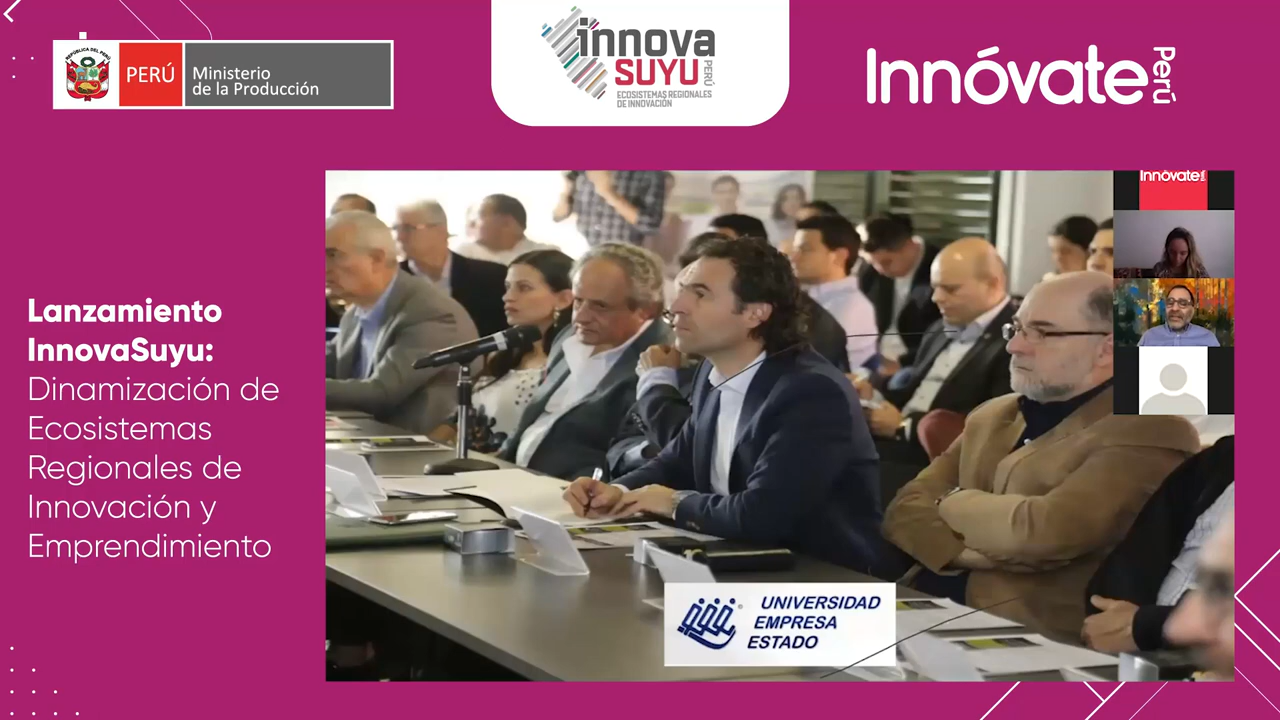 REPÚBLICA DEL PERÚ
PERÚ
Ministerio
de la Producción
innova
SUYU
PERÚ
ECOSISTEMAS REGIONALES
DE INNOVACIÓN
Innóvate
Perú
Innóvate
Lanzamiento
InnovaSuyu:
Dinamización de
Ecosistemas
Regionales de
Innovación y
Emprendimiento
UNIVERSIDAD
EMPRESA
ESTADO